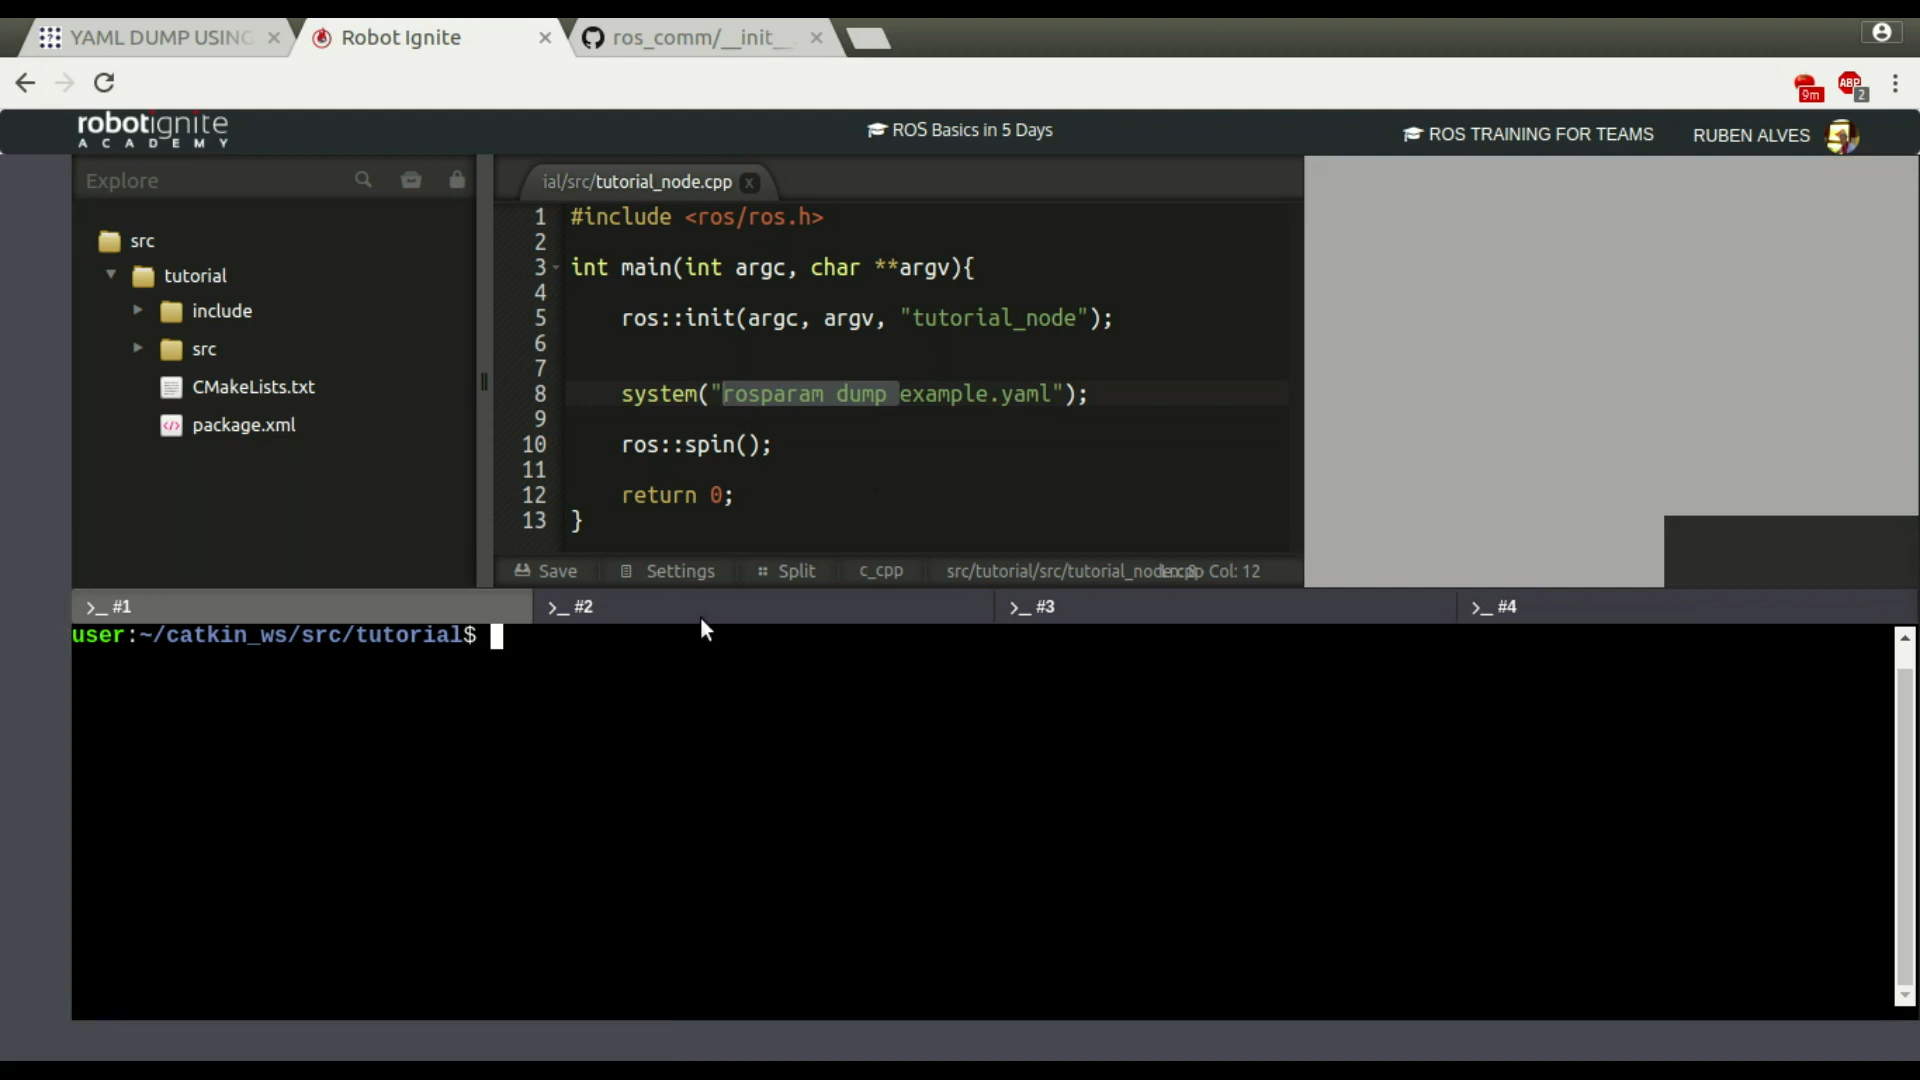 YAML DUMP USING
Robot Ignite
ros_comm/__init__
9m
ABP
2
robotignite
ACADEMY
ROS Basics in 5 Days
ROS TRAINING FOR TEAMS
RUBEN ALVES
Explore
src
tutorial
include
src
CMakeLists.txt
package.xml
ial/src/tutorial_node.cpp x
1 #include <ros/ros.h>
2
3 int main(int argc, char **argv){
4
5 ros::init(argc, argv, "tutorial_node");
6
7
8 system("rosparam dump example.yaml");
9
10 ros::spin();
11
12 return 0;
13 }
Save
Settings
Split
c_cpp
src/tutorial/src/tutorial_node.cpp
Col: 12
>_ #1
>_ #2
>_ #3
>_ #4
user:~/catkin_ws/src/tutorial$